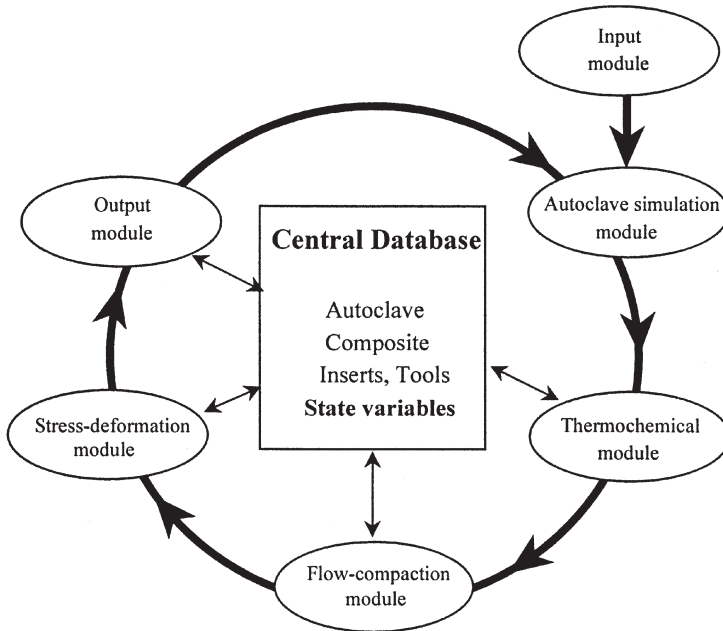 Input
module
Autoclave simulation
module
Output
module
Central Database
Autoclave
Composite
Inserts, Tools
State variables
Stress-deformation
module
Thermochemical
module
Flow-compaction
module